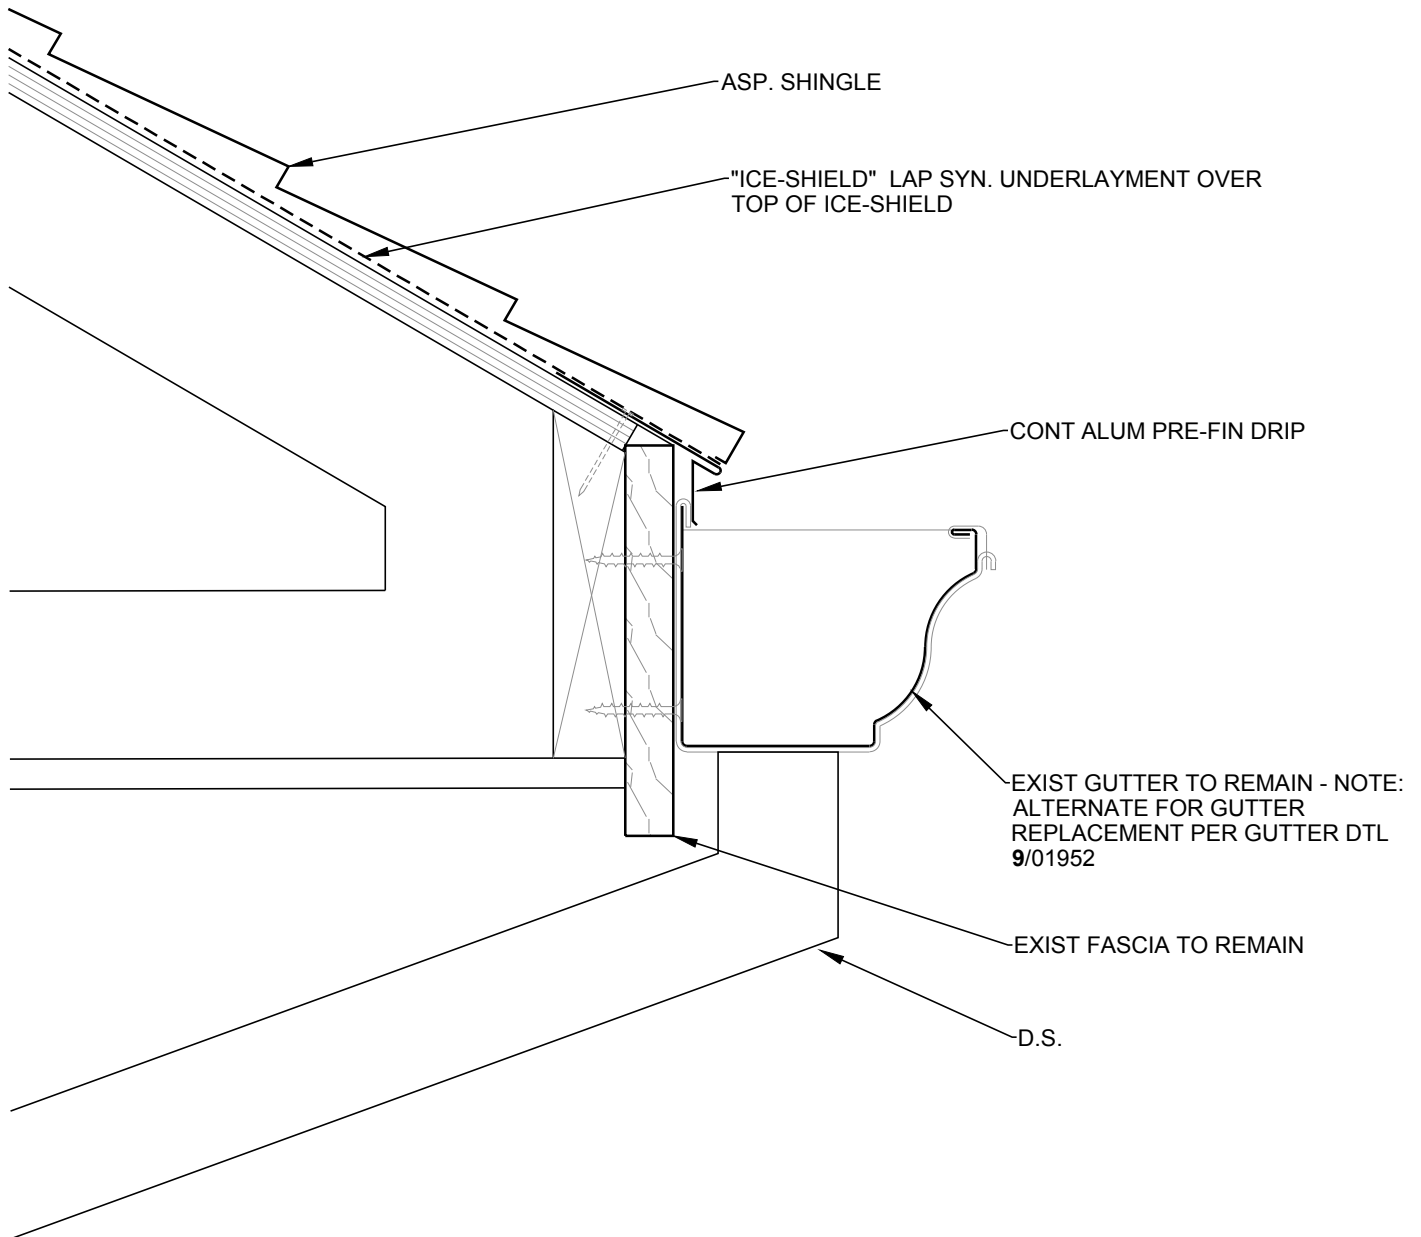 ASP. SHINGLE
"ICE-SHIELD" LAP SYN. UNDERLAYMENT OVER
TOP OF ICE-SHIELD
CONT ALUM PRE-FIN DRIP
EXIST GUTTER TO REMAIN - NOTE:
ALTERNATE FOR GUTTER
REPLACEMENT PER GUTTER DTL
9/01952
EXIST FASCIA TO REMAIN
D.S.